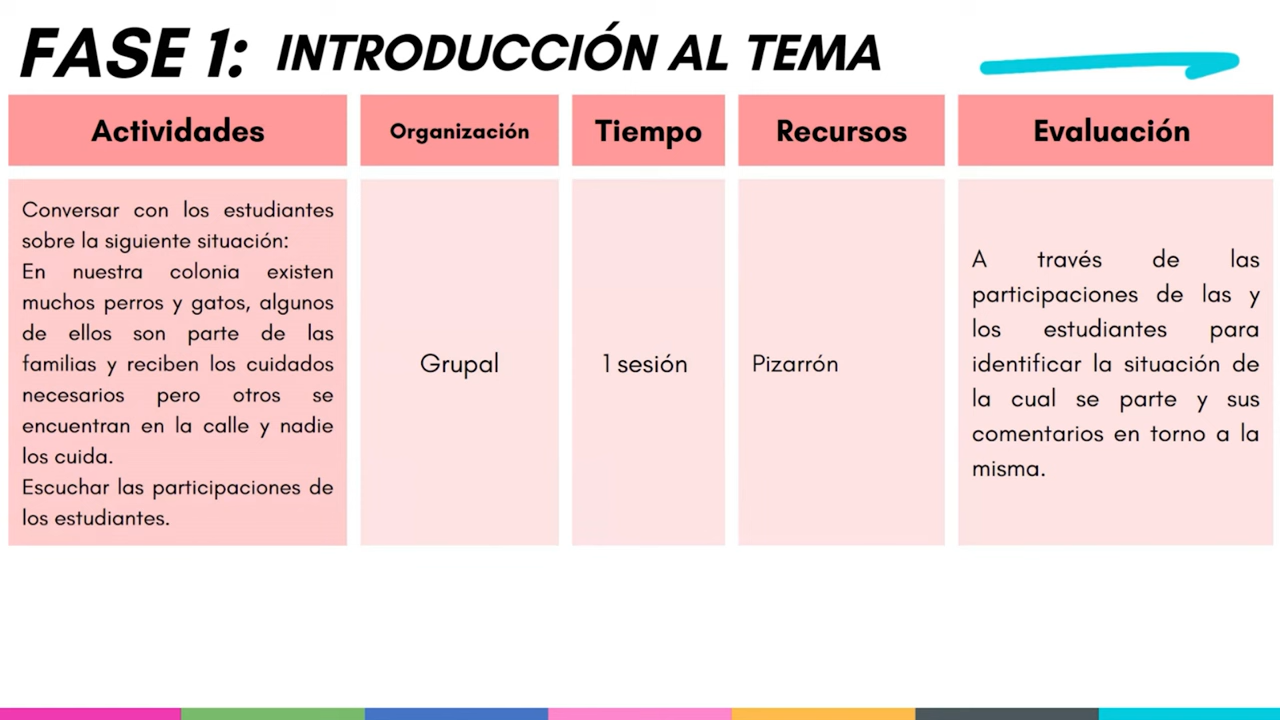 FASE 1: INTRODUCCIÓN AL TEMA
Actividades
Organización
Tiempo
Recursos
Evaluación
Conversar con los estudiantes
sobre la siguiente situación:
En nuestra colonia existen
muchos perros y gatos, algunos
de ellos son parte de las
familias y reciben los cuidados
necesarios pero otros se
encuentran en la calle y nadie
los cuida.
Escuchar las participaciones de
los estudiantes.
Grupal
1 sesión
Pizarrón
A través de las
participaciones de las y
los estudiantes para
identificar la situación de
la cual se parte y sus
comentarios en torno a la
misma.